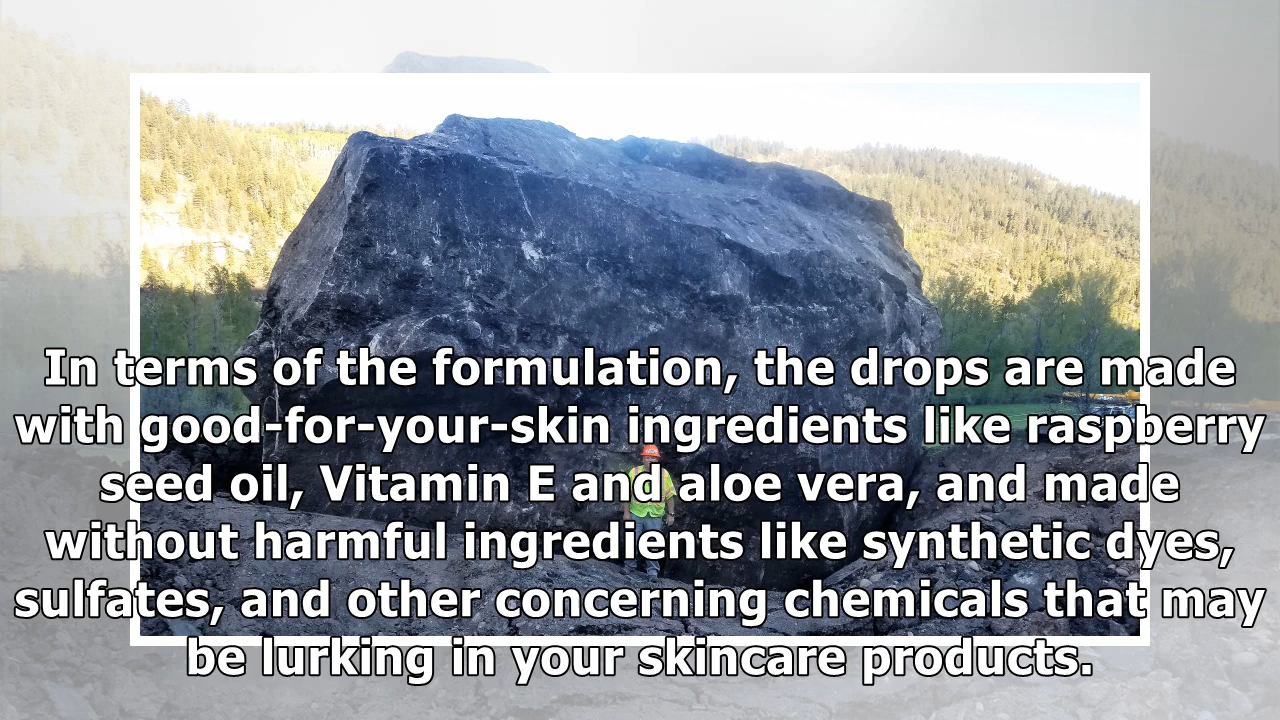 In terms of the formulation, the drops are made
with good-for-your-skin ingredients like raspberry
seed oil, Vitamin E and aloe vera, and made
without harmful ingredients like synthetic dyes,
sulfates, and other concerning chemicals that may
be lurking in your skincare products.